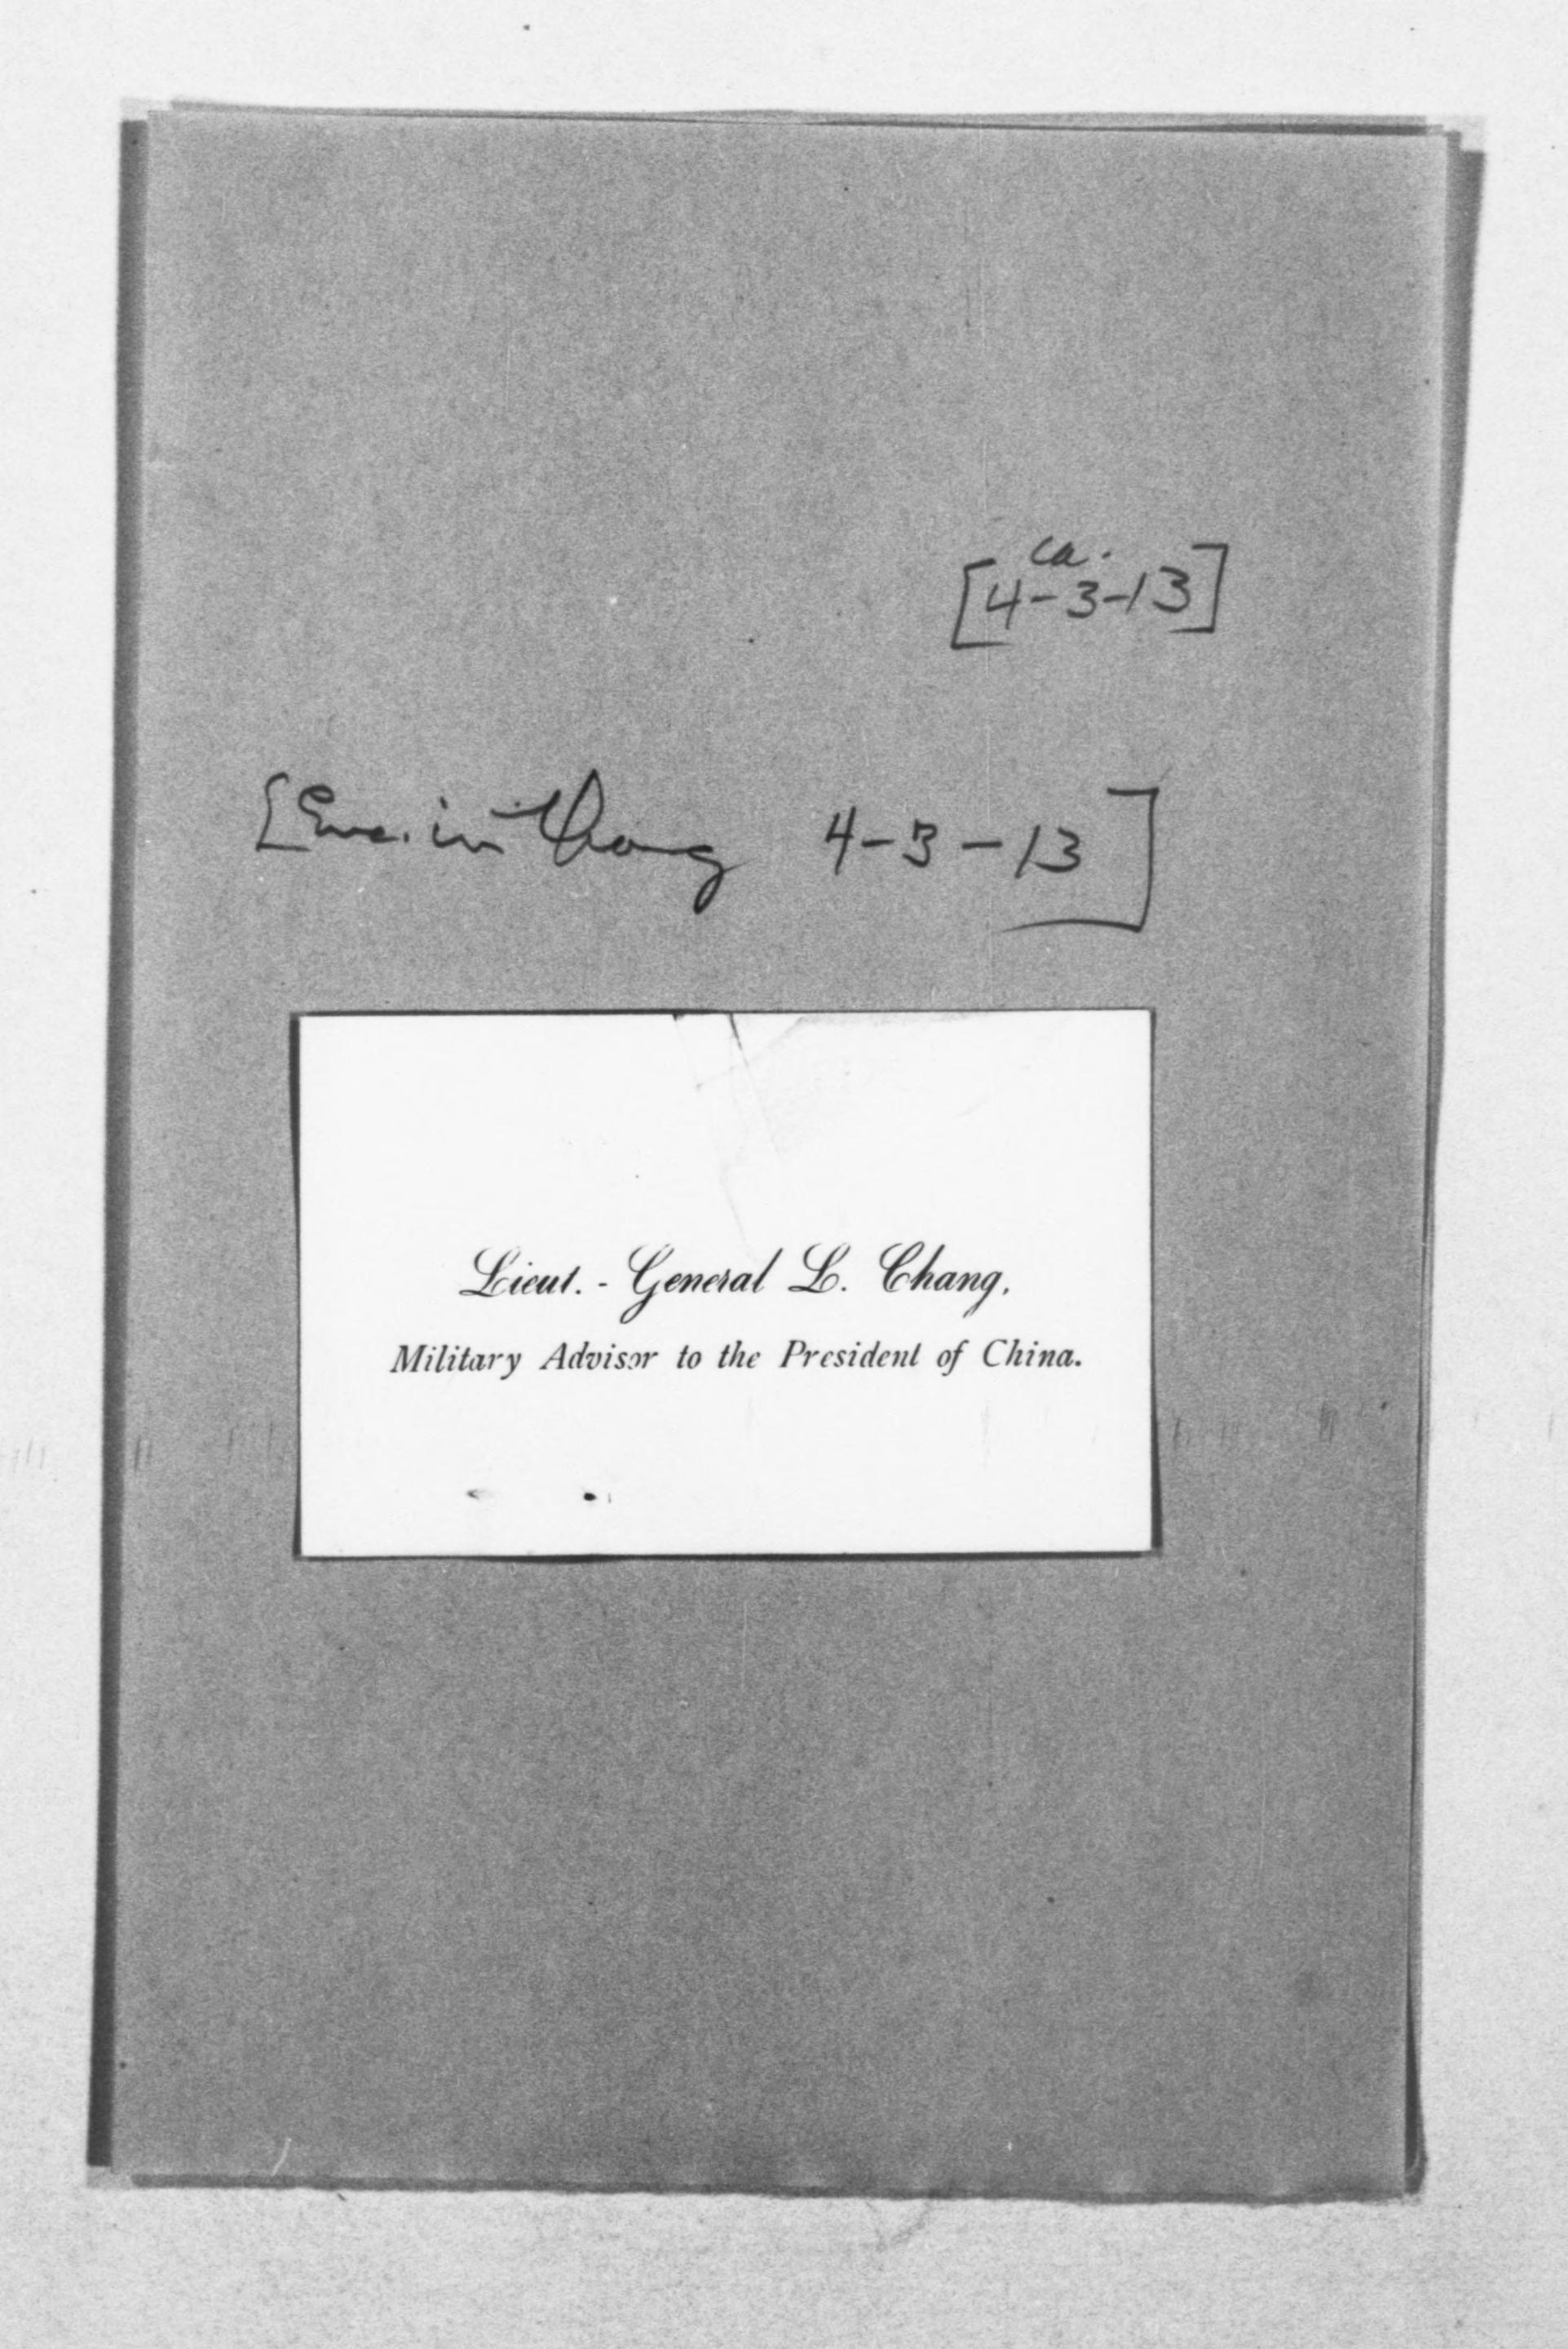 [ca. 4-3-13]
[Enc. in Chang 4-3-13]
Lieut. - General L. Chang,
Military Advisor to the President of China.